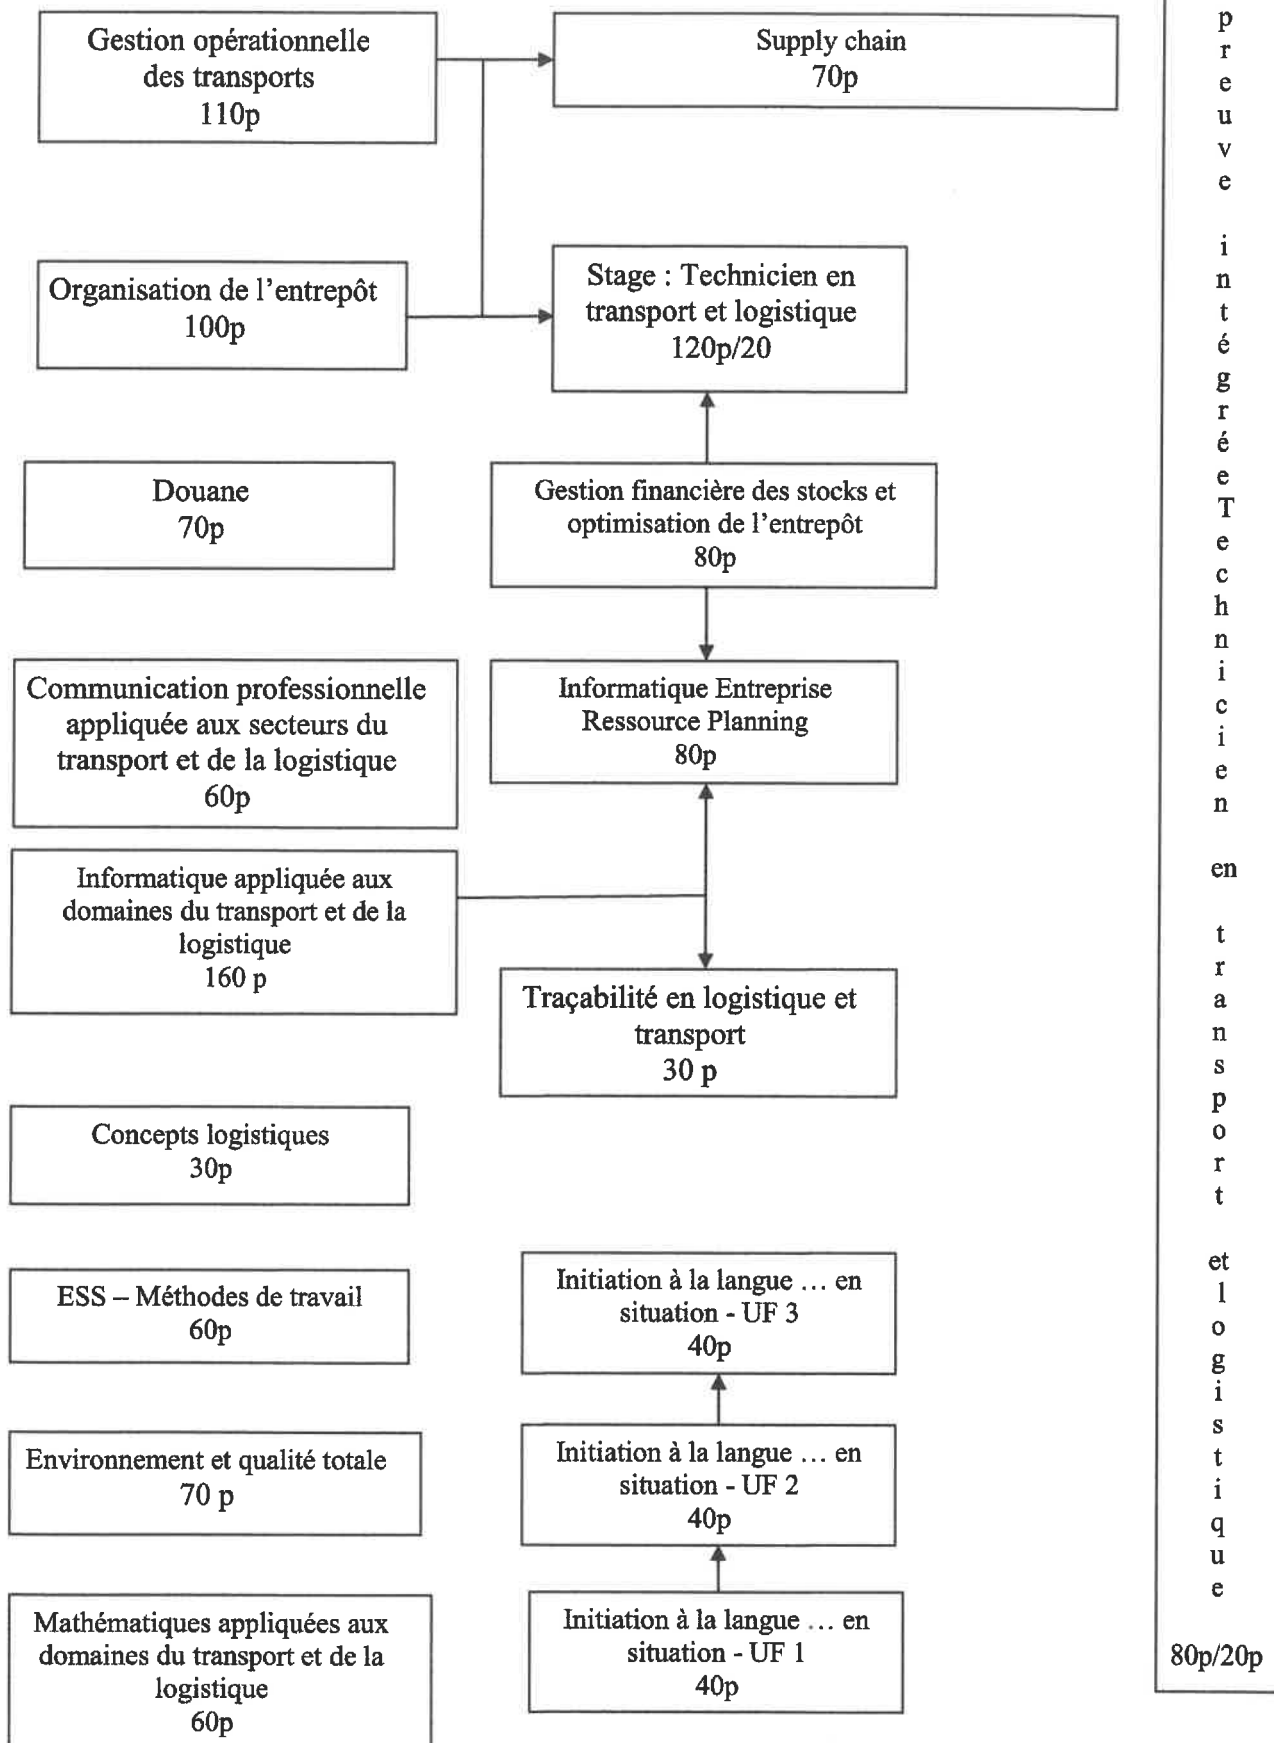 Gestion opérationnelle
des transports
110p
Supply chain
70p
Organisation de l’entrepôt
100p
Stage : Technicien en
transport et logistique
120p/20
Douane
70p
Gestion financière des stocks et
optimisation de l’entrepôt
80p
Communication professionnelle
appliquée aux secteurs du
transport et de la logistique
60p
Informatique Entreprise
Ressource Planning
80p
Informatique appliquée aux
domaines du transport et de la
logistique
160 p
Traçabilité en logistique et
transport
30 p
Concepts logistiques
30p
ESS – Méthodes de travail
60p
Initiation à la langue … en
situation - UF 3
40p
Environnement et qualité totale
70 p
Initiation à la langue … en
situation - UF 2
40p
Mathématiques appliquées aux
domaines du transport et de la
logistique
60p
Initiation à la langue … en
situation - UF 1
40p
p
r
e
u
v
e
i
n
t
é
g
r
é
e
T
e
c
h
n
i
c
i
e
n
en
t
r
a
n
s
p
o
r
t
et
l
o
g
i
s
t
i
q
u
e
80p/20p